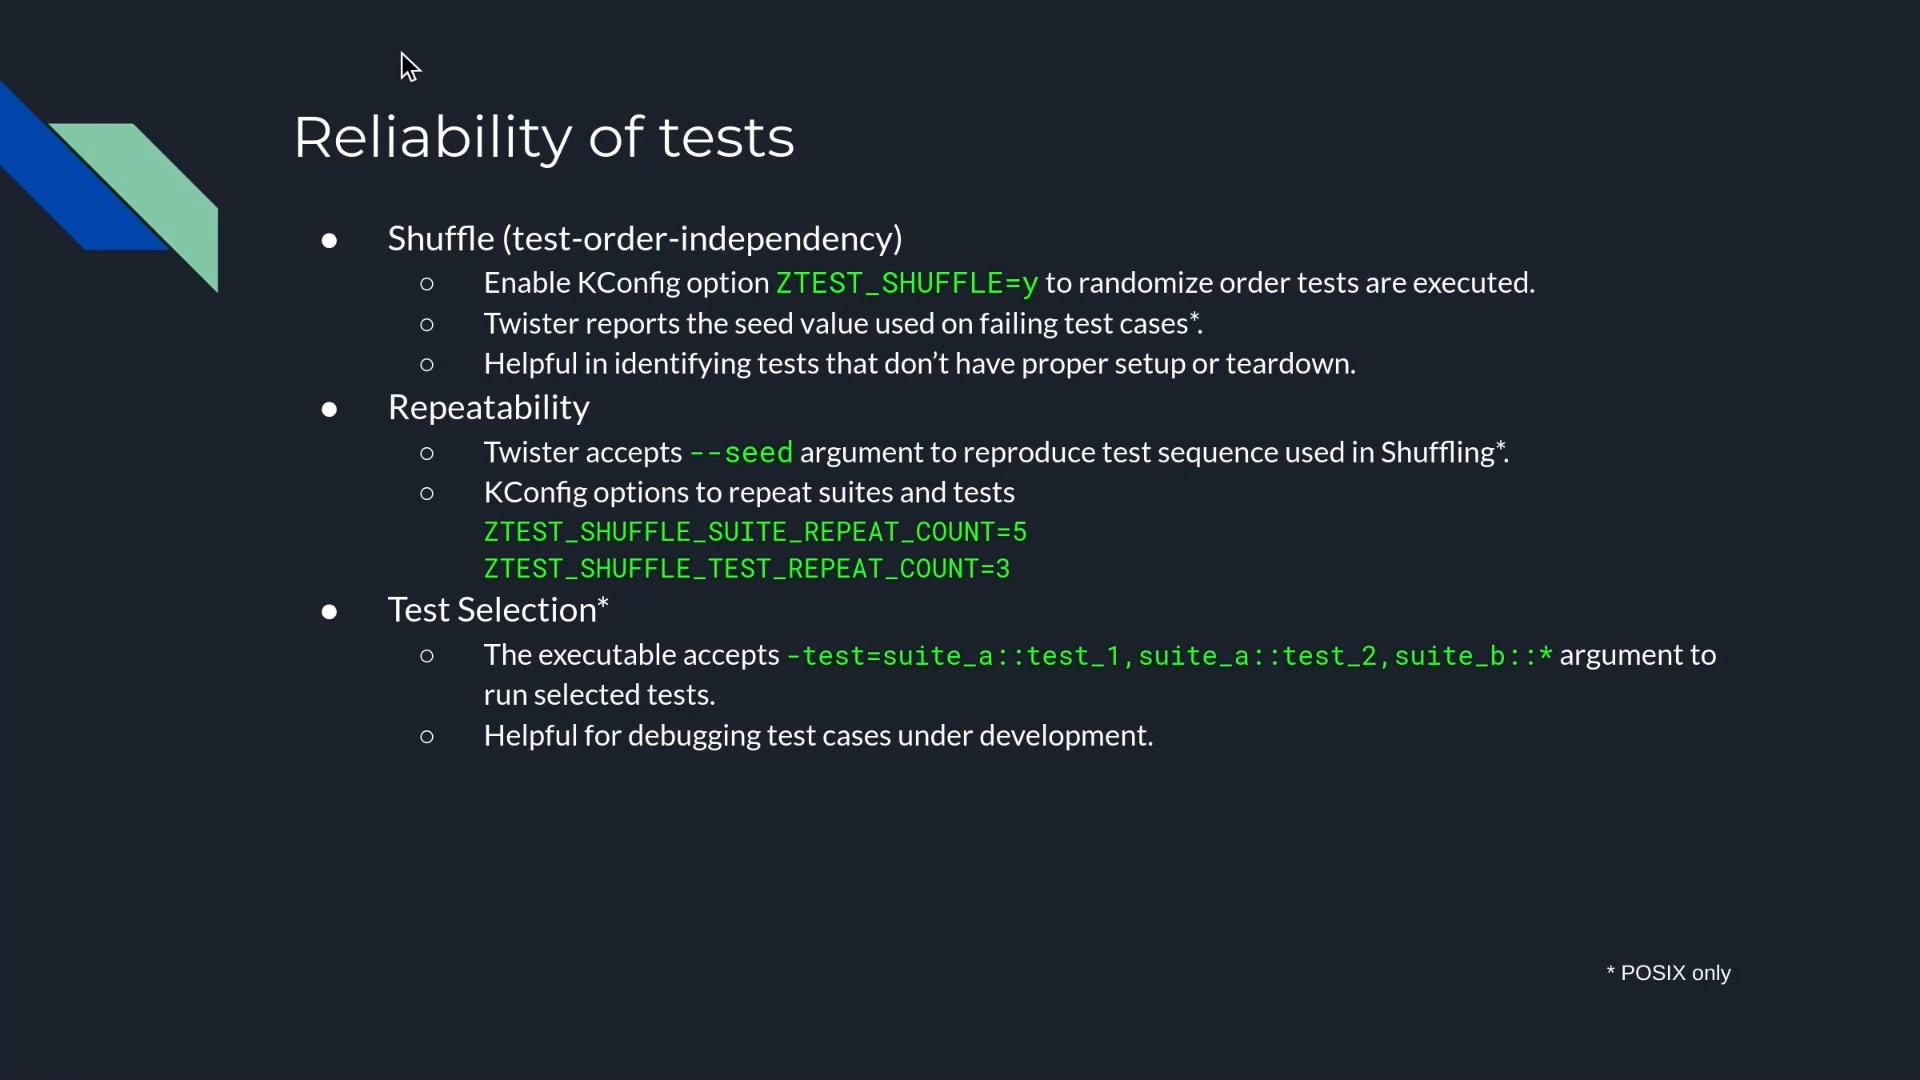 Reliability of tests
● Shuffle (test-order-independency)
○ Enable KConfig option ZTEST_SHUFFLE=y to randomize order tests are executed.
○ Twister reports the seed value used on failing test cases*.
○ Helpful in identifying tests that don’t have proper setup or teardown.
● Repeatability
○ Twister accepts --seed argument to reproduce test sequence used in Shuffling*.
○ KConfig options to repeat suites and tests
ZTEST_SHUFFLE_SUITE_REPEAT_COUNT=5
ZTEST_SHUFFLE_TEST_REPEAT_COUNT=3
● Test Selection*
○ The executable accepts -test=suite_a::test_1,suite_a::test_2,suite_b::* argument to
run selected tests.
○ Helpful for debugging test cases under development.
* POSIX only